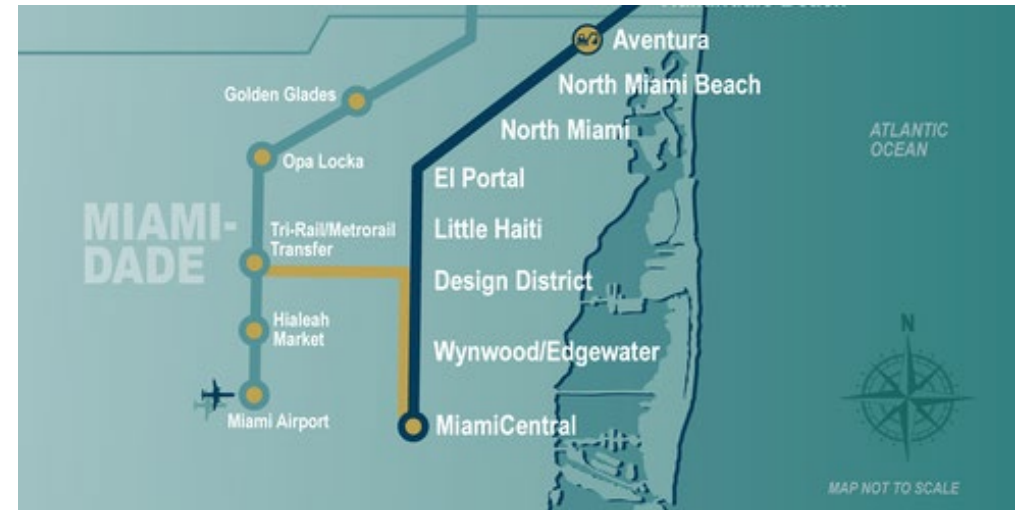 Aventura
Golden Glades
North Miami Beach
North Miami
ATLANTIC
OCEAN
Opa Locka
El Portal
MIAMI-
DADE
Tri-Rail/Metrorail
Transfer
Little Haiti
Design District
Hialeah
Market
N
Wynwood/Edgewater
Miami Airport
MiamiCentral
MAP NOT TO SCALE